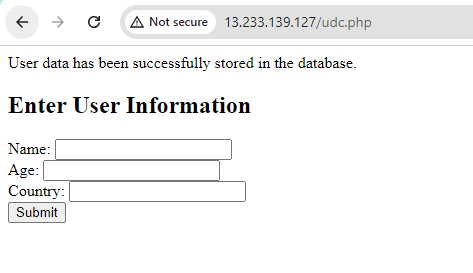 Not secure 13.233.139.127/udc.php
User data has been successfully stored in the database.
Enter User Information
Name:
Age:
Country:
Submit